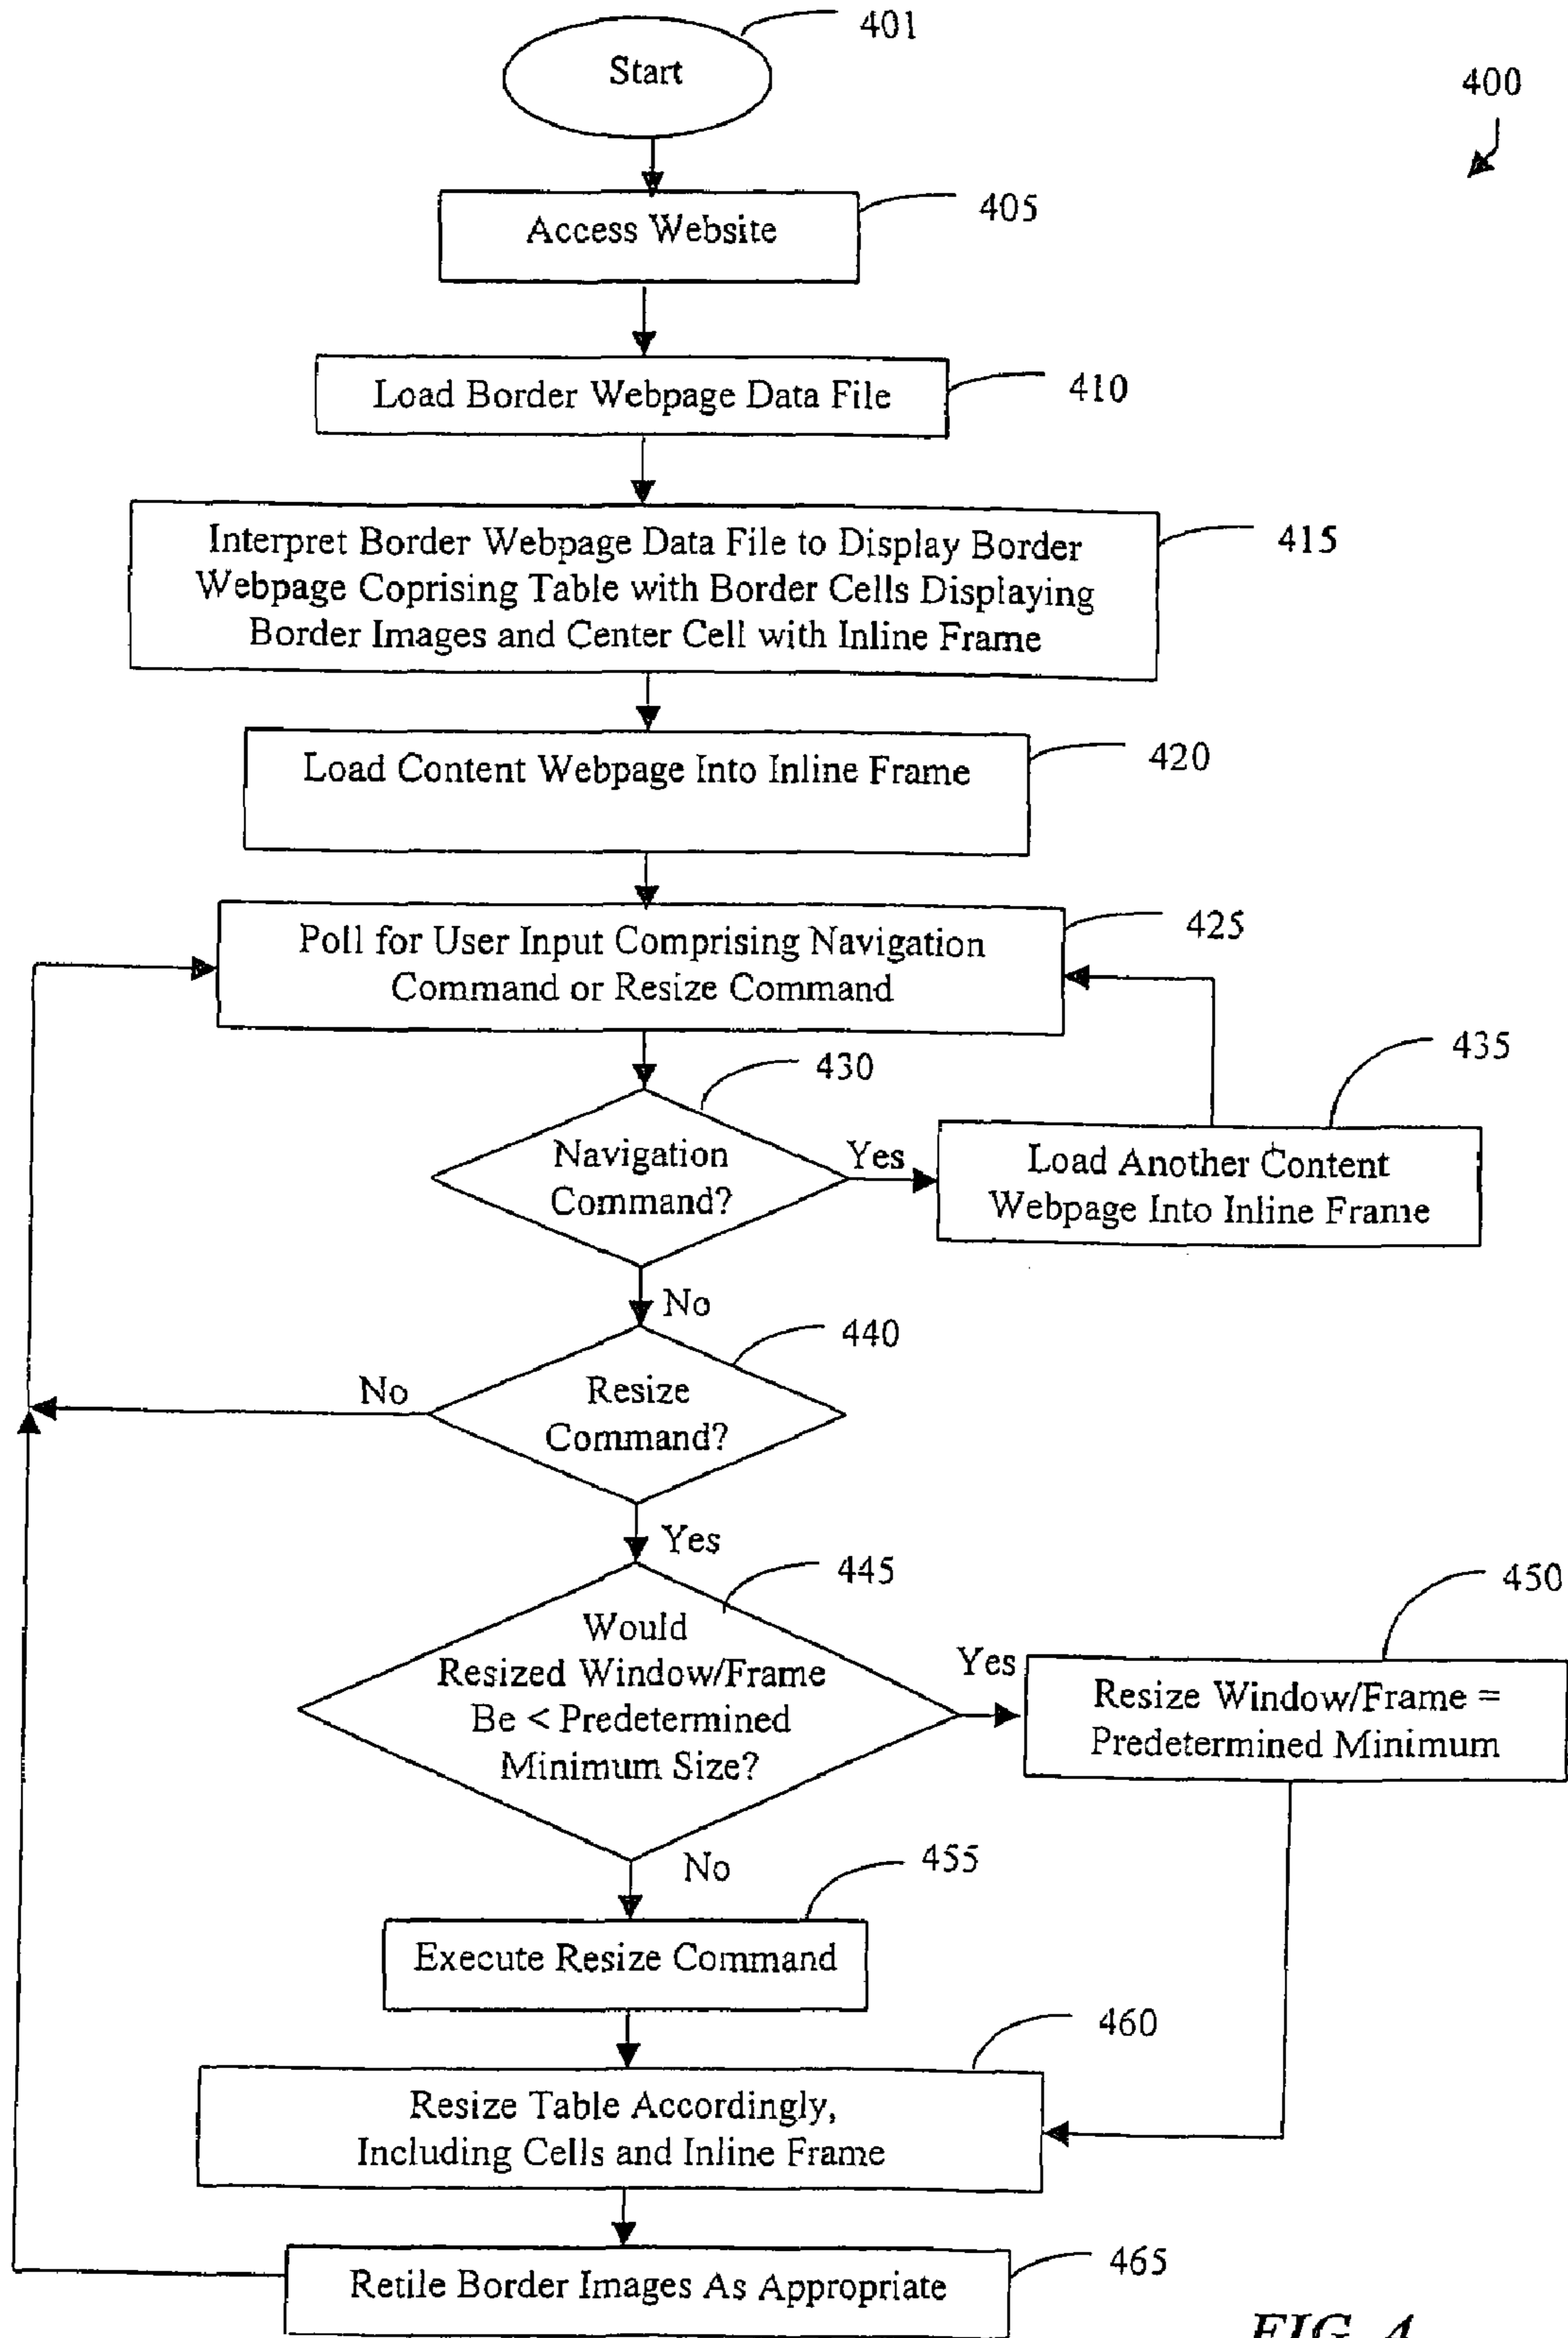 401
Start
400
405
Access Website
Load Border Webpage Data File
410
Interpret Border Webpage Data File to Display Border
Webpage Coprising Table with Border Cells Displaying
Border Images and Center Cell with Inline Frame
415
Load Content Webpage Into Inline Frame
420
Poll for User Input Comprising Navigation
Command or Resize Command
425
430
435
Navigation
Command?
Yes
Load Another Content
Webpage Into Inline Frame
No
440
No
Resize
Command?
Yes
445
450
Would
Resized Window/Frame
Be < Predetermined
Minimum Size?
Yes
Resize Window/Frame =
Predetermined Minimum
No
455
Execute Resize Command
460
Resize Table Accordingly,
Including Cells and Inline Frame
465
Retile Border Images As Appropriate
FIG. 4